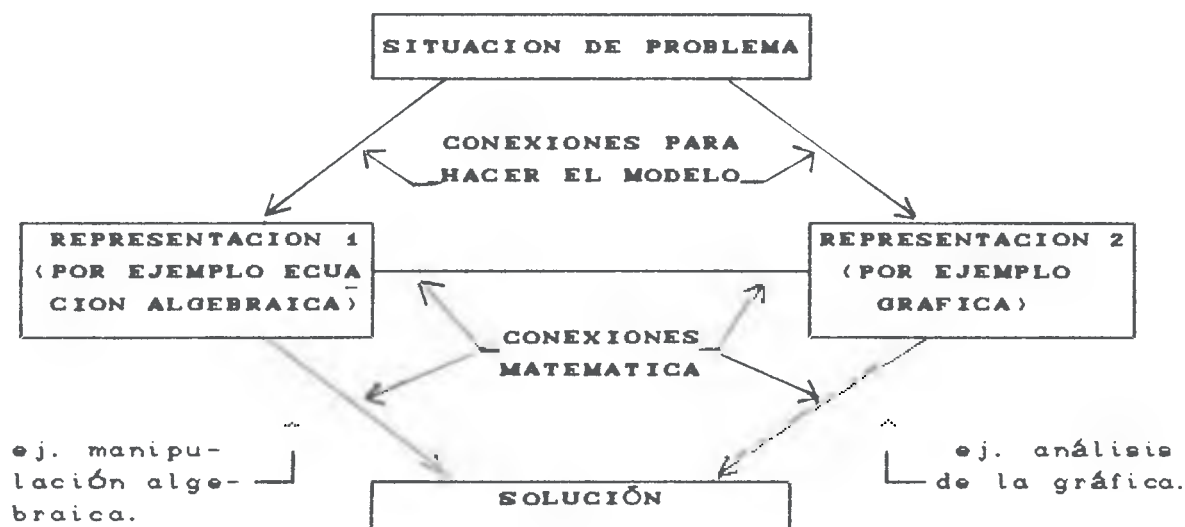 SITUACION DE PROBLEMA
CONEXIONES PARA
HACER EL MODELO
REPRESENTACION 1
(POR EJEMPLO ECUA
CION ALGEBRAICA)
REPRESENTACION 2
(POR EJEMPLO
GRAFICA)
CONEXIONES
MATEMATICA
ej. manipu-
lación alge-
braica.
ej. análisis
de la gráfica.
SOLUCIÓN